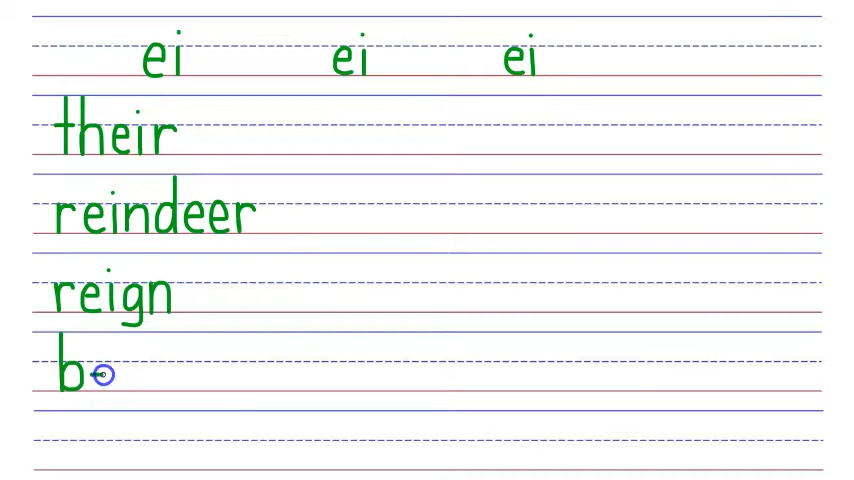 ei ei ei
their
reindeer
reign
b